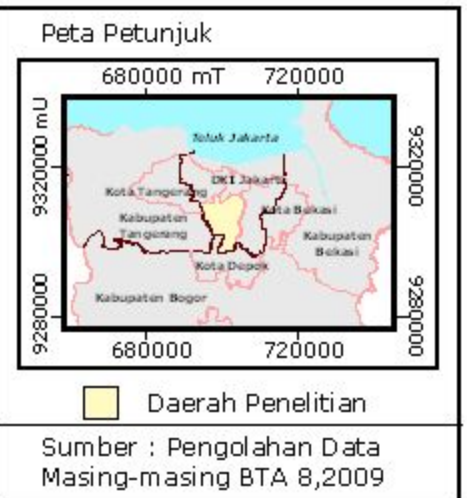 Peta Petunjuk
680000 mT 720000
9320000 mU
9320000
Teluk Jakarta
DKI Jakarta
Kota Tangerang
Kota Bekasi
Kabupaten
Tangerang
Kabupaten
Bekasi
Kota Depok
Kabupaten Bogor
9280000
9280000
680000 720000
Daerah Penelitian
Sumber : Pengolahan Data
Masing-masing BTA 8,2009